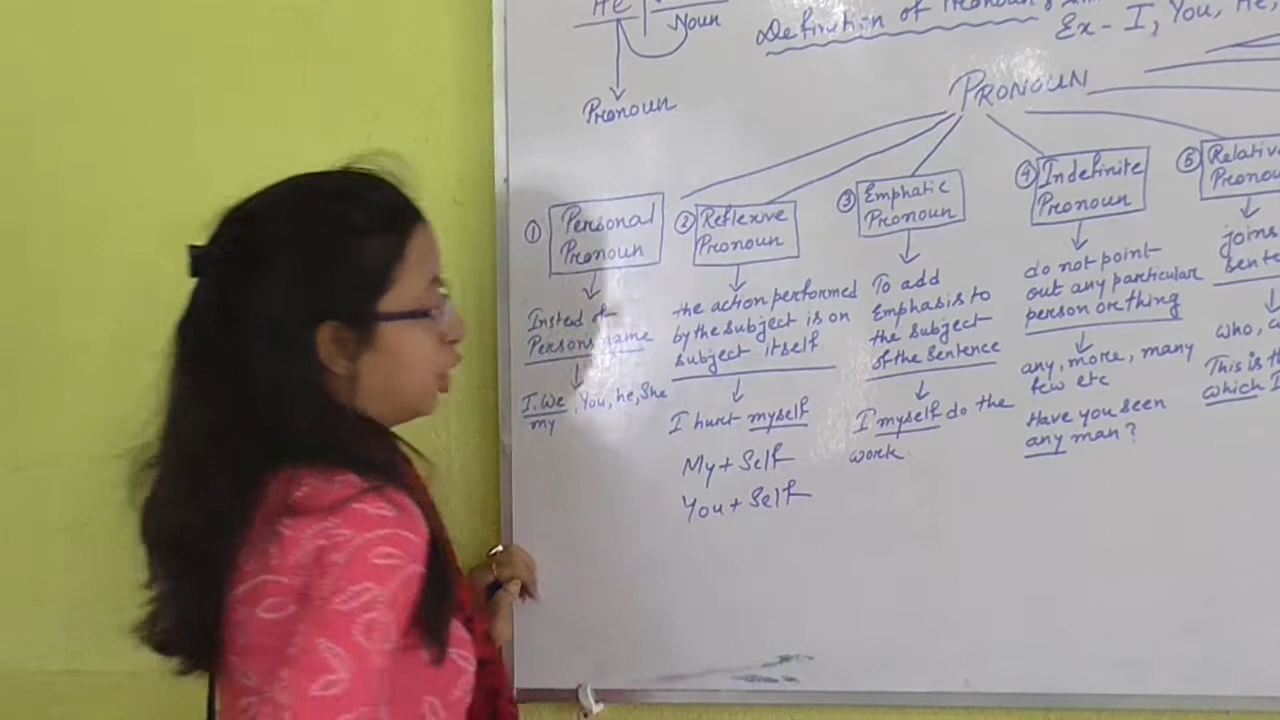 He
Noun
Pronoun
Definition of Pronoun
Ex - I, You, He,
PRONOUN
① Personal
Pronoun
Insted of
Persons name
I, We, You, he, She
my
② Reflexive
Pronoun
the action performed
by the subject is on
subject itself
I hurt myself
My + Self
You + Self
③ Emphatic
Pronoun
To add
Emphasis to
the subject
of the sentence
I myself do the
work
④ Indefinite
Pronoun
do not point
out any particular
person or thing
any, more, many
few etc
Have you seen
any man?
⑤ Relative
Pronou
joins
sente
who,
This is th
which I